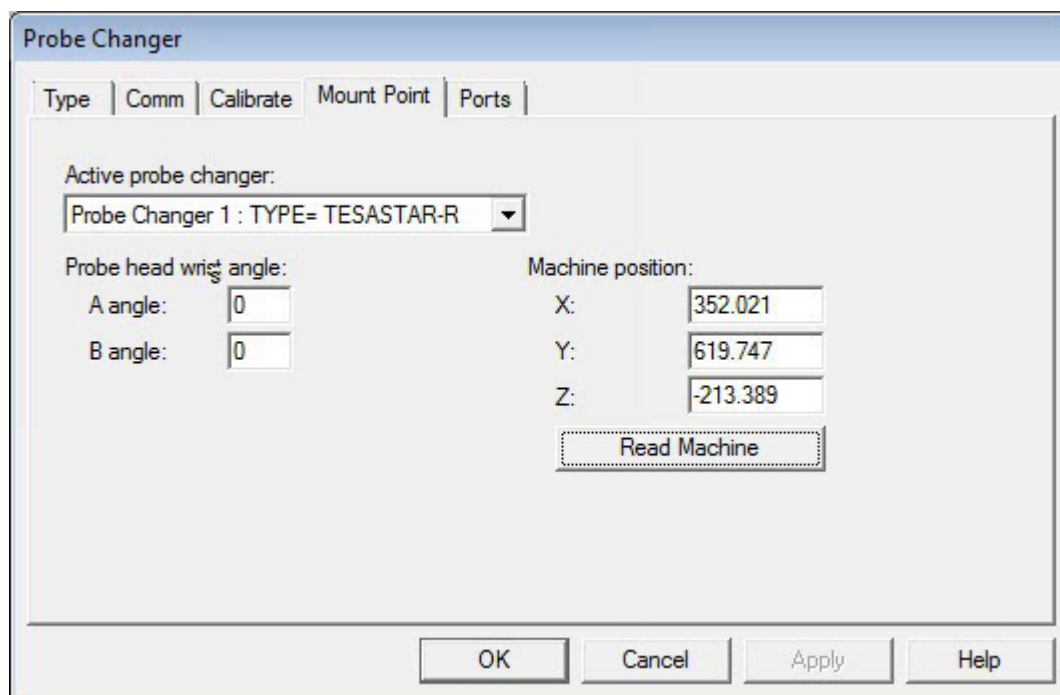 Probe Changer
Type Comm Calibrate Mount Point Ports
Active probe changer:
Probe Changer 1 : TYPE= TESASTAR-R
Probe head wrist angle:
A angle: 0
B angle: 0
Machine position:
X: 352.021
Y: 619.747
Z: -213.389
Read Machine
OK Cancel Apply Help